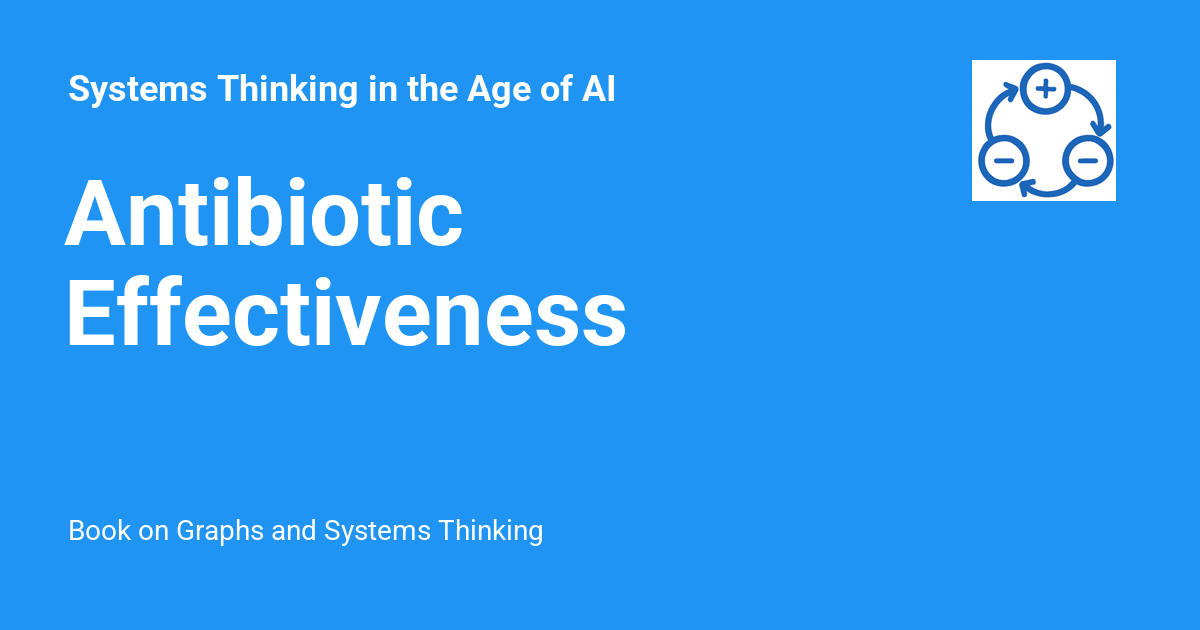 Systems Thinking in the Age of AI
Antibiotic
Effectiveness
Book on Graphs and Systems Thinking